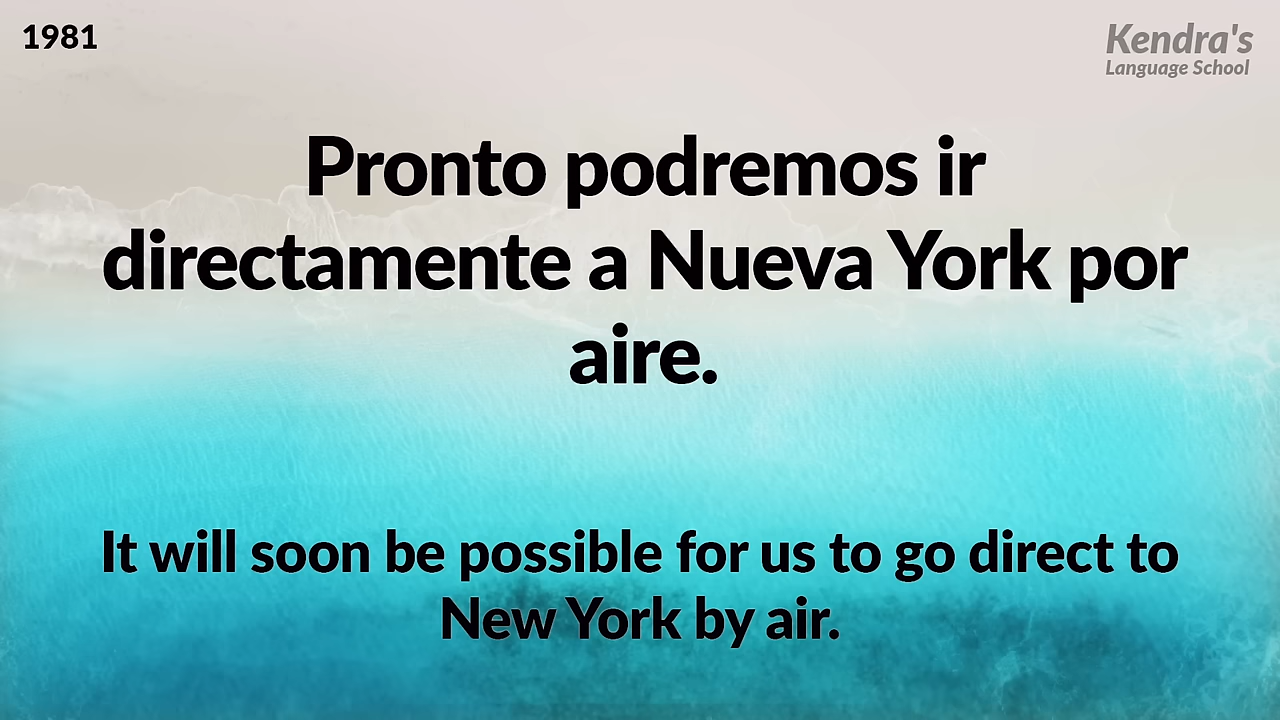 1981
Kendra's
Language School
Pronto podremos ir
directamente a Nueva York por
aire.
It will soon be possible for us to go direct to
New York by air.